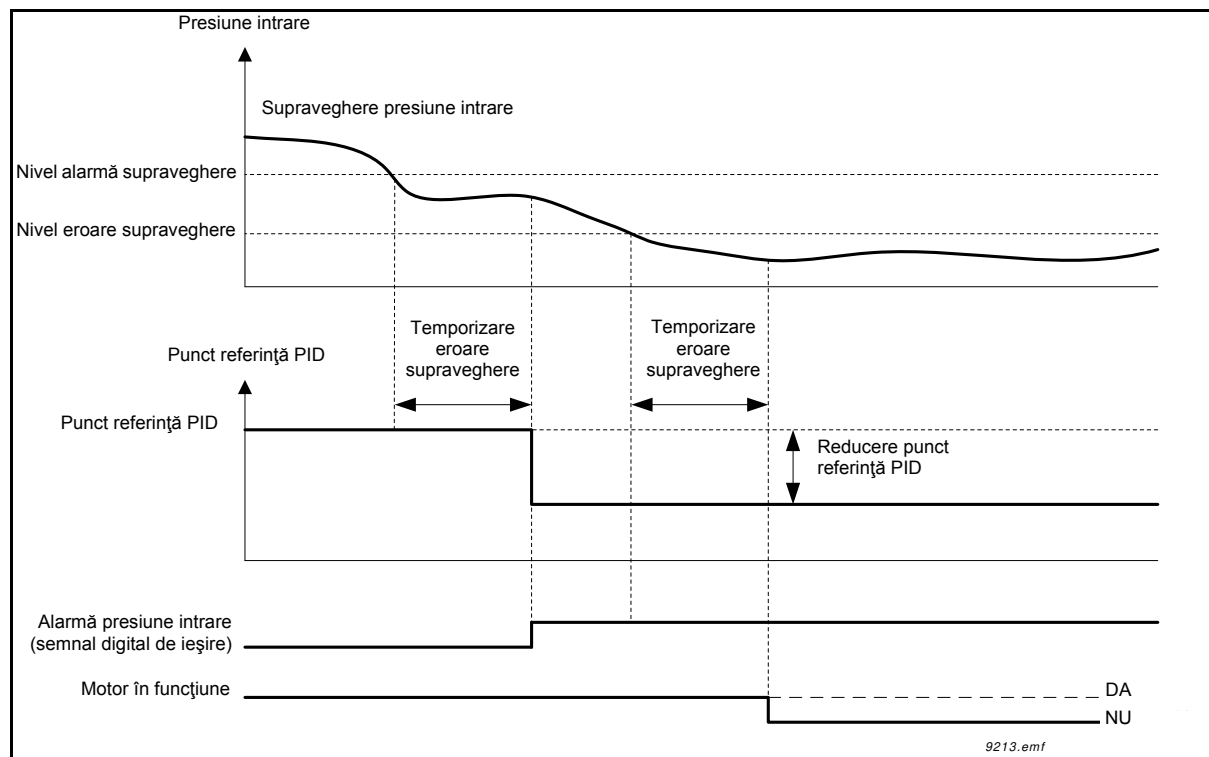 Presiune intrare
Supraveghere presiune intrare
Nivel alarmă supraveghere
Nivel eroare supraveghere
Temporizare
eroare
supraveghere
Temporizare
eroare
supraveghere
Punct referinţă PID
Punct referinţă PID
Reducere punct
referinţă PID
Alarmă presiune intrare
(semnal digital de ieşire)
Motor în funcţiune
DA
NU
9213.emf